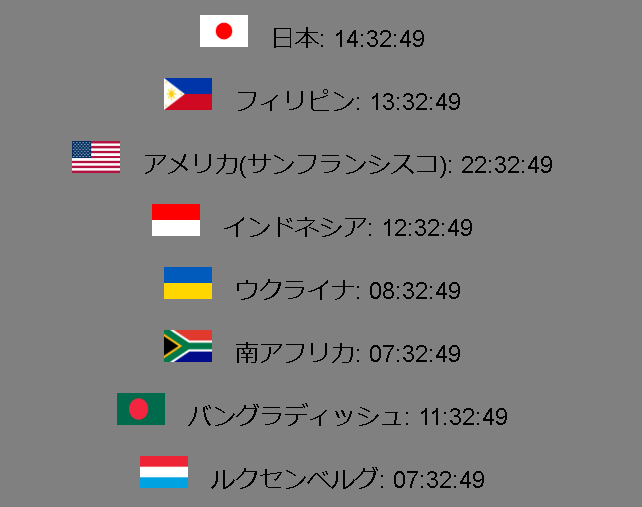 日本: 14:32:49
フィリピン: 13:32:49
アメリカ(サンフランシスコ): 22:32:49
インドネシア: 12:32:49
ウクライナ: 08:32:49
南アフリカ: 07:32:49
バングラディッシュ: 11:32:49
ルクセンベルグ: 07:32:49